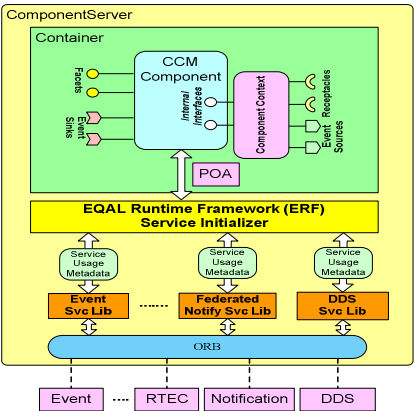 ComponentServer
Container
CCM
Component
Facets
Event
Sinks
Internal
Interfaces
Component Context
Receptacles
Event
Sources
POA
EQAL Runtime Framework (ERF)
Service Initializer
Service
Usage
Metadata
Service
Usage
Metadata
Service
Usage
Metadata
Event
Svc Lib
Federated
Notify Svc Lib
DDS
Svc Lib
ORB
Event
RTEC
Notification
DDS